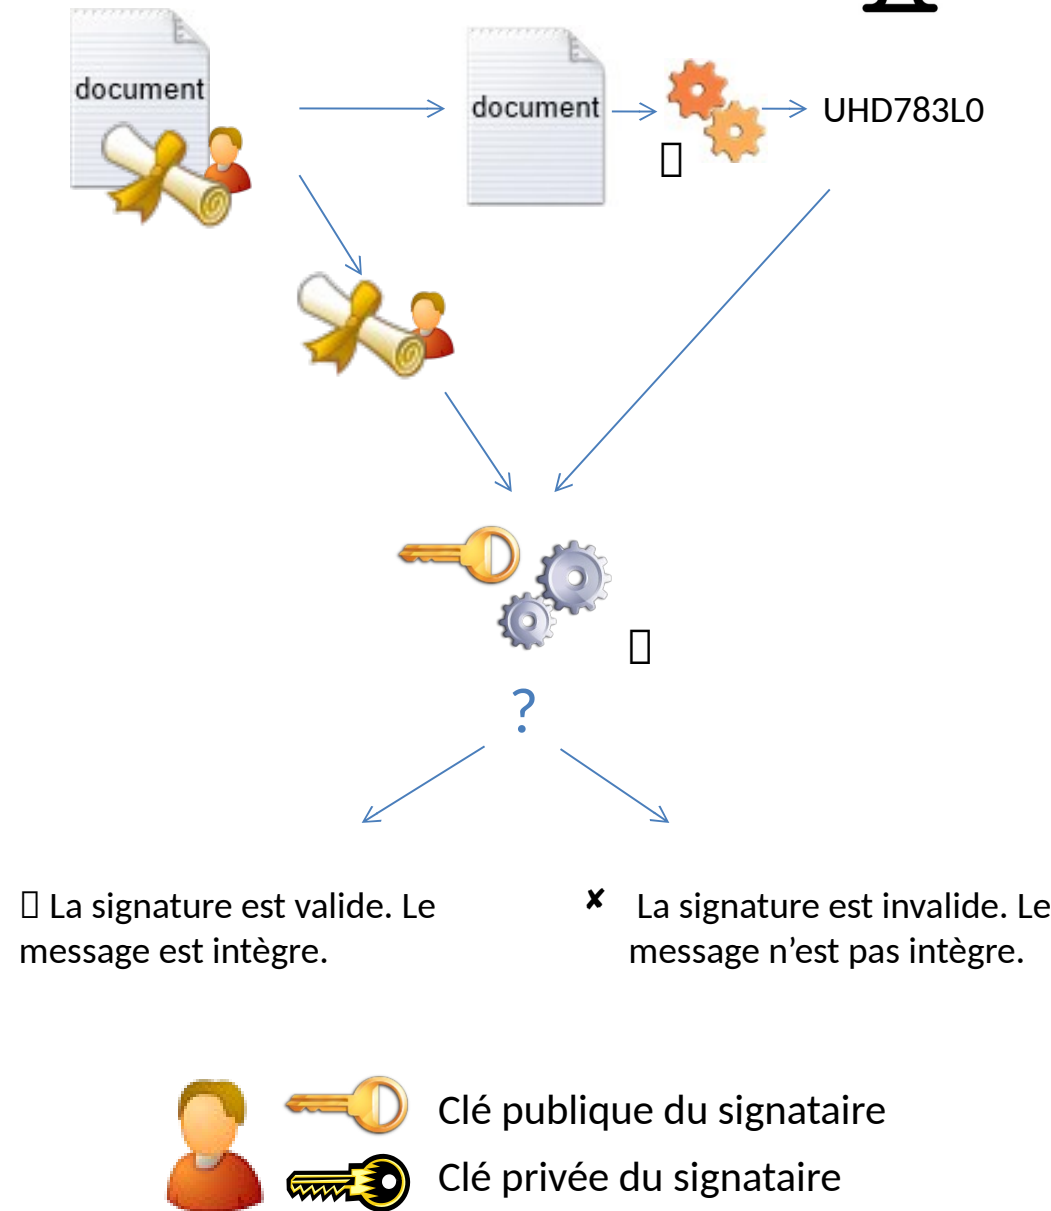 document
document
UHD783L0
?
La signature est valide. Le
message est intègre.
✘ La signature est invalide. Le
message n’est pas intègre.
Clé publique du signataire
Clé privée du signataire